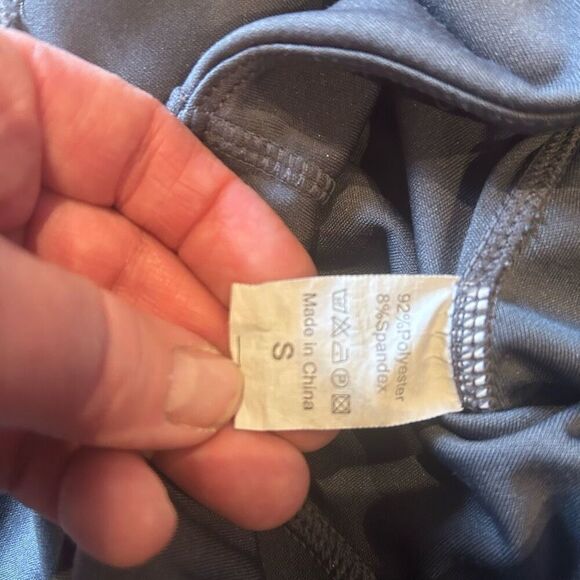 92%Polyester
8%Spandex
Made in China
S